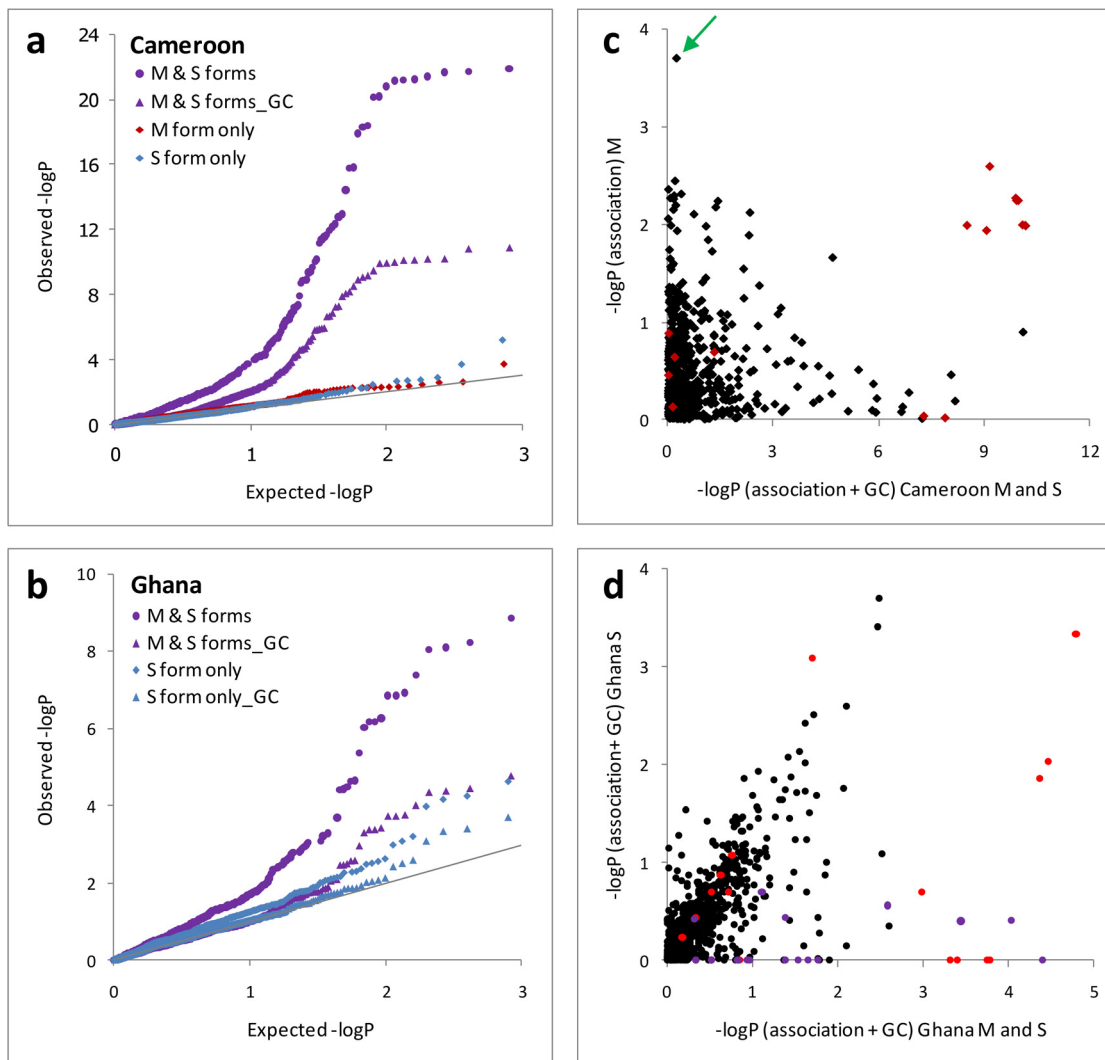 a
Cameroon
M & S forms
M & S forms_GC
M form only
S form only
24
20
16
12
8
4
0
0
1
2
3
Observed -logP
Expected -logP
c
4
3
2
1
0
0
3
6
9
12
-logP (association) M
-logP (association + GC) Cameroon M and S
b
Ghana
M & S forms
M & S forms_GC
S form only
S form only_GC
10
8
6
4
2
0
0
1
2
3
Observed -logP
Expected -logP
d
4
3
2
1
0
0
1
2
3
4
5
-logP (association+ GC) Ghana S
-logP (association + GC) Ghana M and S